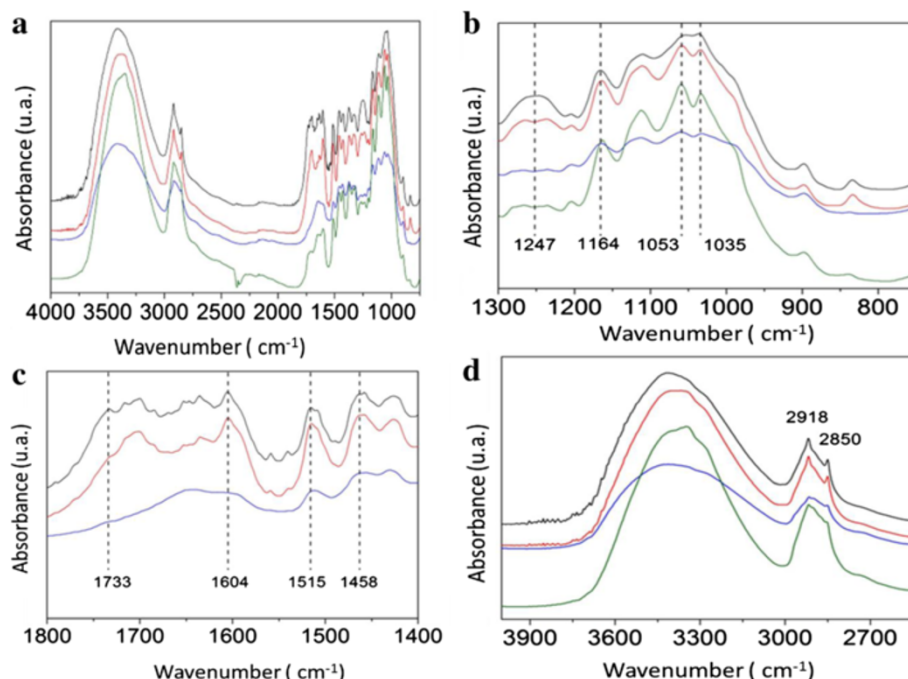 a
Absorbance (u.a.)
4000 3500 3000 2500 2000 1500 1000
Wavenumber ( cm-1)
b
Absorbance (u.a.)
1247 1164 1053 1035
1300 1200 1100 1000 900 800
Wavenumber ( cm-1)
c
Absorbance (u.a.)
1733 1604 1515 1458
1800 1700 1600 1500 1400
Wavenumber ( cm-1)
d
Absorbance (u.a.)
2918
2850
3900 3600 3300 3000 2700
Wavenumber ( cm-1)